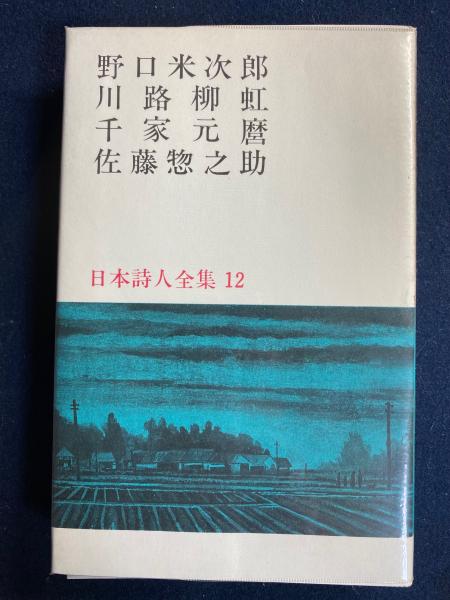 野口米次郎
川路柳虹
千家元麿
佐藤惣之助
日本詩人全集 12